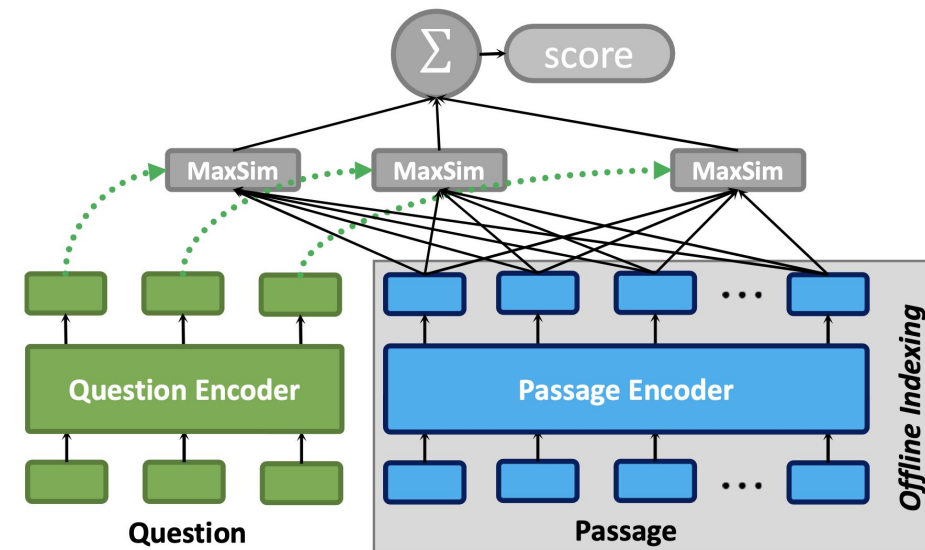 Σ
score
MaxSim
MaxSim
MaxSim
Question Encoder
Passage Encoder
Offline Indexing
Question
Passage